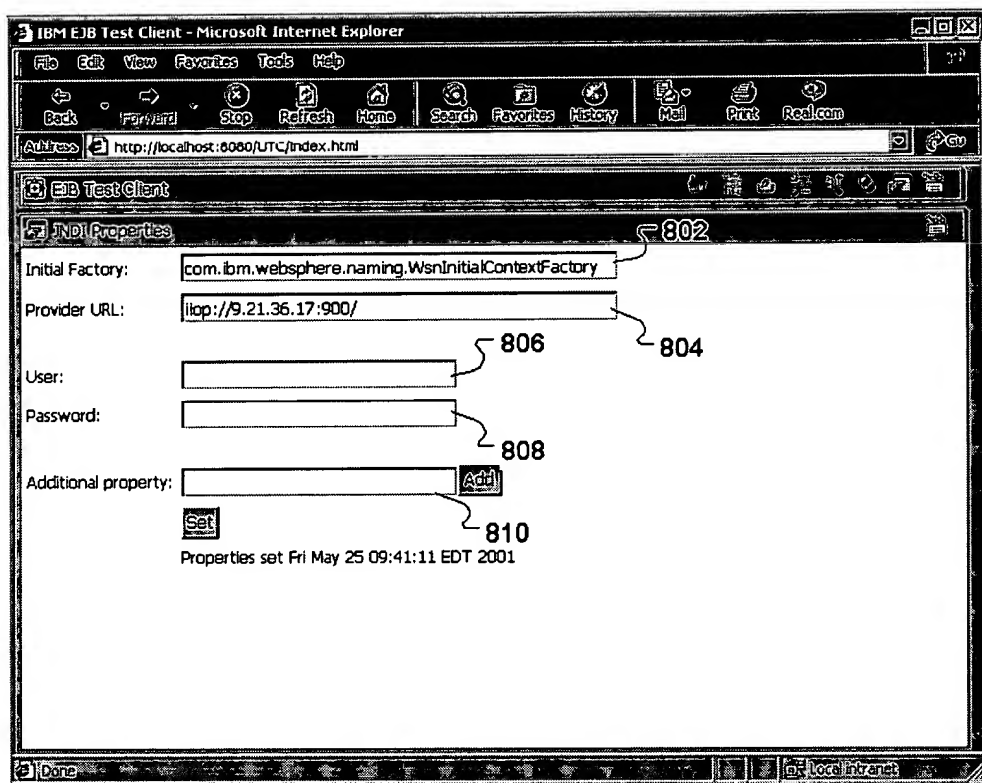 IBM EJB Test Client - Microsoft Internet Explorer
File Edit View Favorites Tools Help
Back Forward Stop Refresh Home Search Favorites History Mail Print Real.com
Address http://localhost:8080/UTC/index.html Go
EJB Test Client
JNDI Properties
802
Initial Factory: com.ibm.websphere.naming.WsnInitialContextFactory
Provider URL: iiop://9.21.36.17:900/
804
806
User:
Password:
808
Additional property: Add
810
Set
Properties set Fri May 25 09:41:11 EDT 2001
Done Local intranet